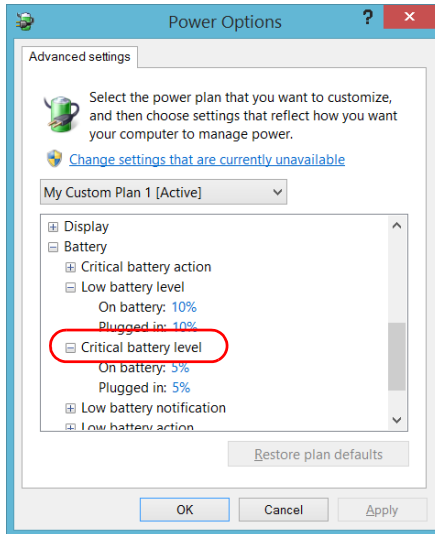 Power Options
?
×
Advanced settings
Select the power plan that you want to customize,
and then choose settings that reflect how you want
your computer to manage power.
Change settings that are currently unavailable
My Custom Plan 1 [Active]
Display
Battery
Critical battery action
Low battery level
On battery: 10%
Plugged in: 10%
Critical battery level
On battery: 5%
Plugged in: 5%
Low battery notification
Low battery action
Restore plan defaults
OK Cancel Apply